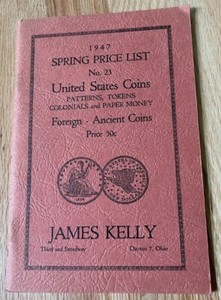 1947
SPRING PRICE LIST
No. 23
United States Coins
PATTERNS, TOKENS
COLONIALS and PAPER MONEY
Foreign - Ancient Coins
Price 50c
JAMES KELLY
Third and Broadway Dayton 7, Ohio